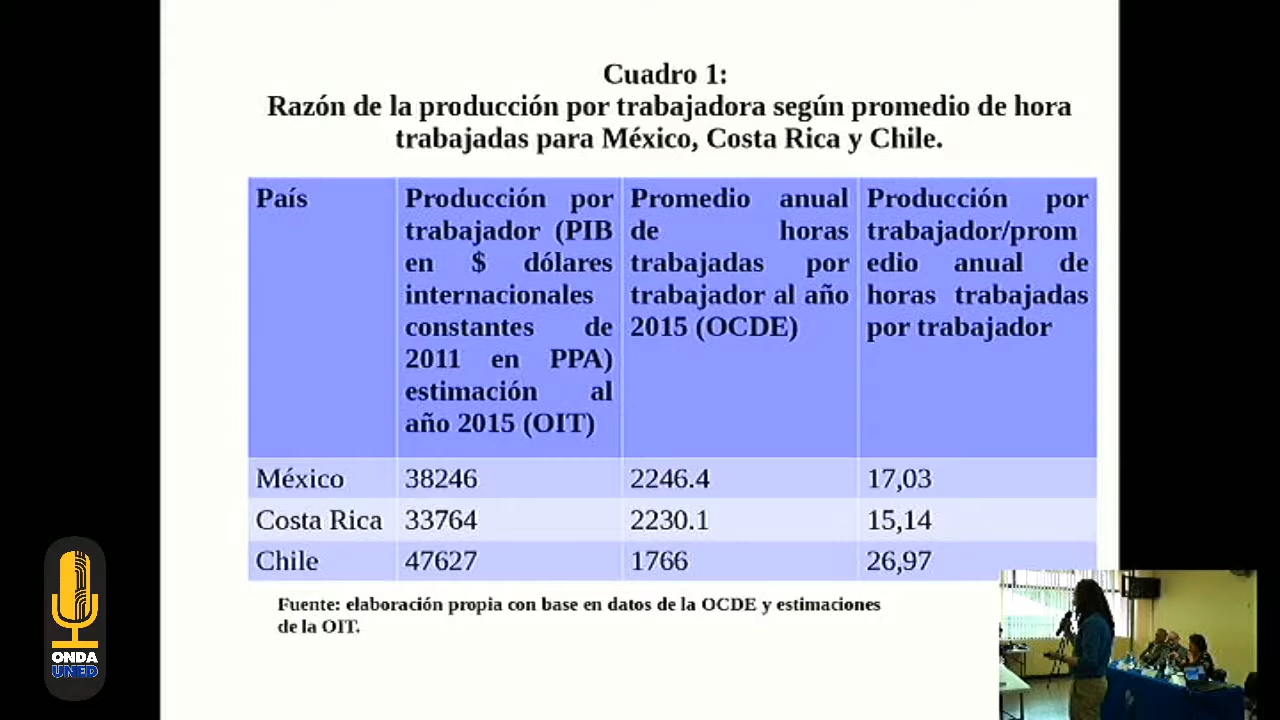 Cuadro 1:
Razón de la producción por trabajadora según promedio de hora
trabajadas para México, Costa Rica y Chile.
País
Producción por
trabajador (PIB
en $ dólares
internacionales
constantes de
2011 en PPA)
estimación al
año 2015 (OIT)
Promedio anual
de horas
trabajadas por
trabajador al año
2015 (OCDE)
Producción por
trabajador/prom
edio anual de
horas trabajadas
por trabajador
México 38246 2246.4 17,03
Costa Rica 33764 2230.1 15,14
Chile 47627 1766 26,97
Fuente: elaboración propia con base en datos de la OCDE y estimaciones
de la OIT.
ONDA
UNED